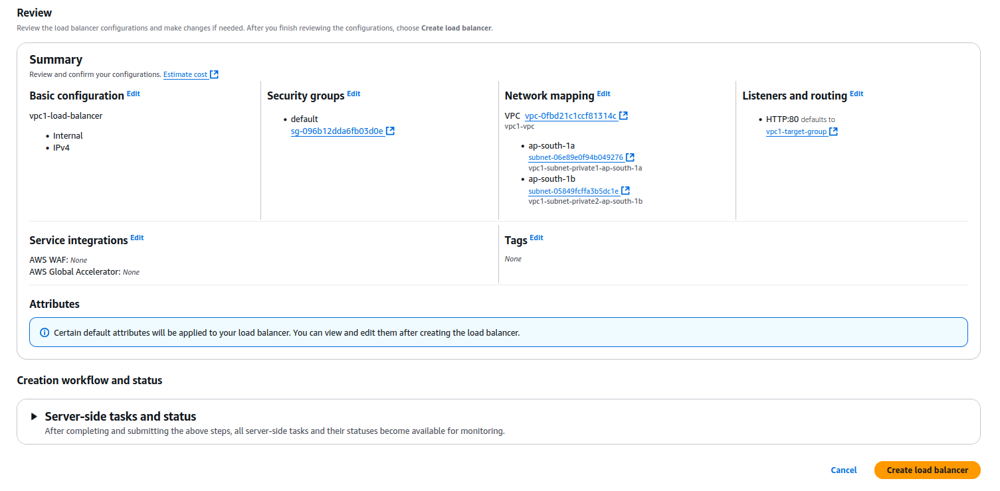 Review
Review the load balancer configurations and make changes if needed. After you finish reviewing the configurations, choose Create load balancer.
Summary
Review and confirm your configurations. Estimate cost
Basic configuration Edit
vpc1-load-balancer
• Internal
• IPv4
Security groups Edit
• default
sg-096b12dda6fb03d0e
Network mapping Edit
VPC vpc-0fbd21c1ccf81314c
vpc1-vpc
• ap-south-1a
subnet-06e89e0f94b049276
vpc1-subnet-private1-ap-south-1a
• ap-south-1b
subnet-05849fcffa3b5dc1e
vpc1-subnet-private2-ap-south-1b
Listeners and routing Edit
• HTTP:80 defaults to
vpc1-target-group
Service integrations Edit
AWS WAF: None
AWS Global Accelerator: None
Tags Edit
None
Attributes
Certain default attributes will be applied to your load balancer. You can view and edit them after creating the load balancer.
Creation workflow and status
Server-side tasks and status
After completing and submitting the above steps, all server-side tasks and their statuses become available for monitoring.
Cancel
Create load balancer